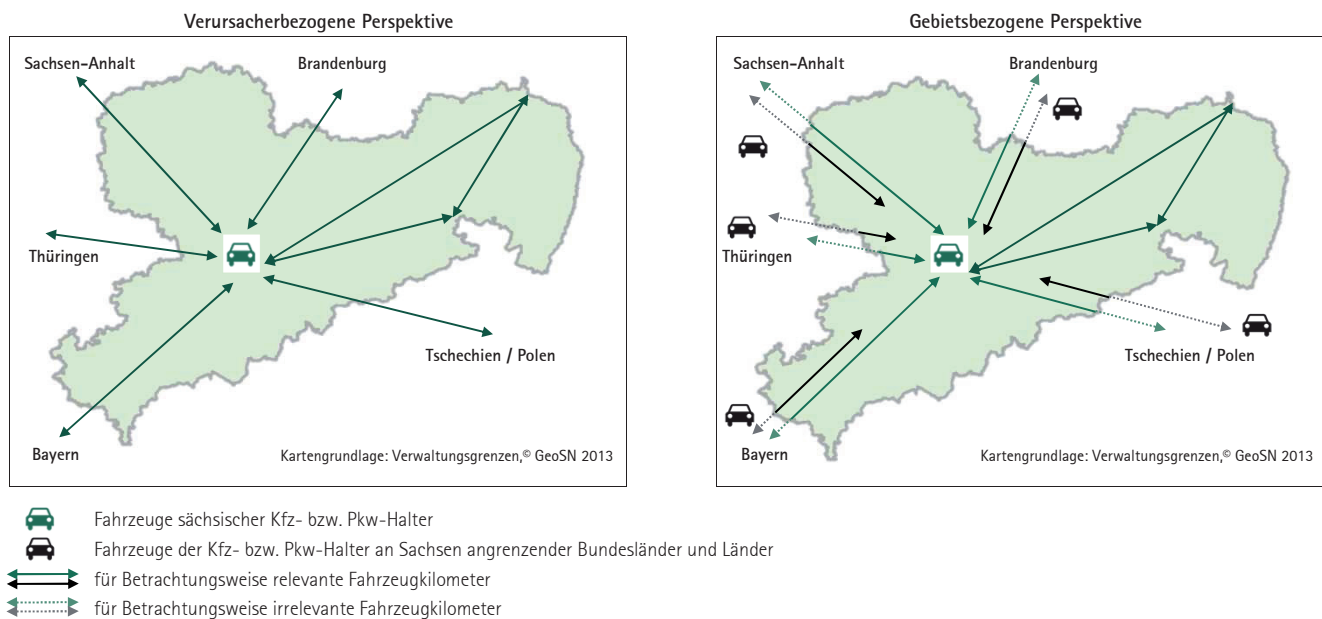 Verursacherbezogene Perspektive
Sachsen-Anhalt
Brandenburg
Thüringen
Tschechien / Polen
Bayern
Kartengrundlage: Verwaltungsgrenzen,© GeoSN 2013
Gebietsbezogene Perspektive
Sachsen-Anhalt
Brandenburg
Thüringen
Tschechien / Polen
Bayern
Kartengrundlage: Verwaltungsgrenzen,© GeoSN 2013
Fahrzeuge sächsischer Kfz- bzw. Pkw-Halter
Fahrzeuge der Kfz- bzw. Pkw-Halter an Sachsen angrenzender Bundesländer und Länder
für Betrachtungsweise relevante Fahrzeugkilometer
für Betrachtungsweise irrelevante Fahrzeugkilometer